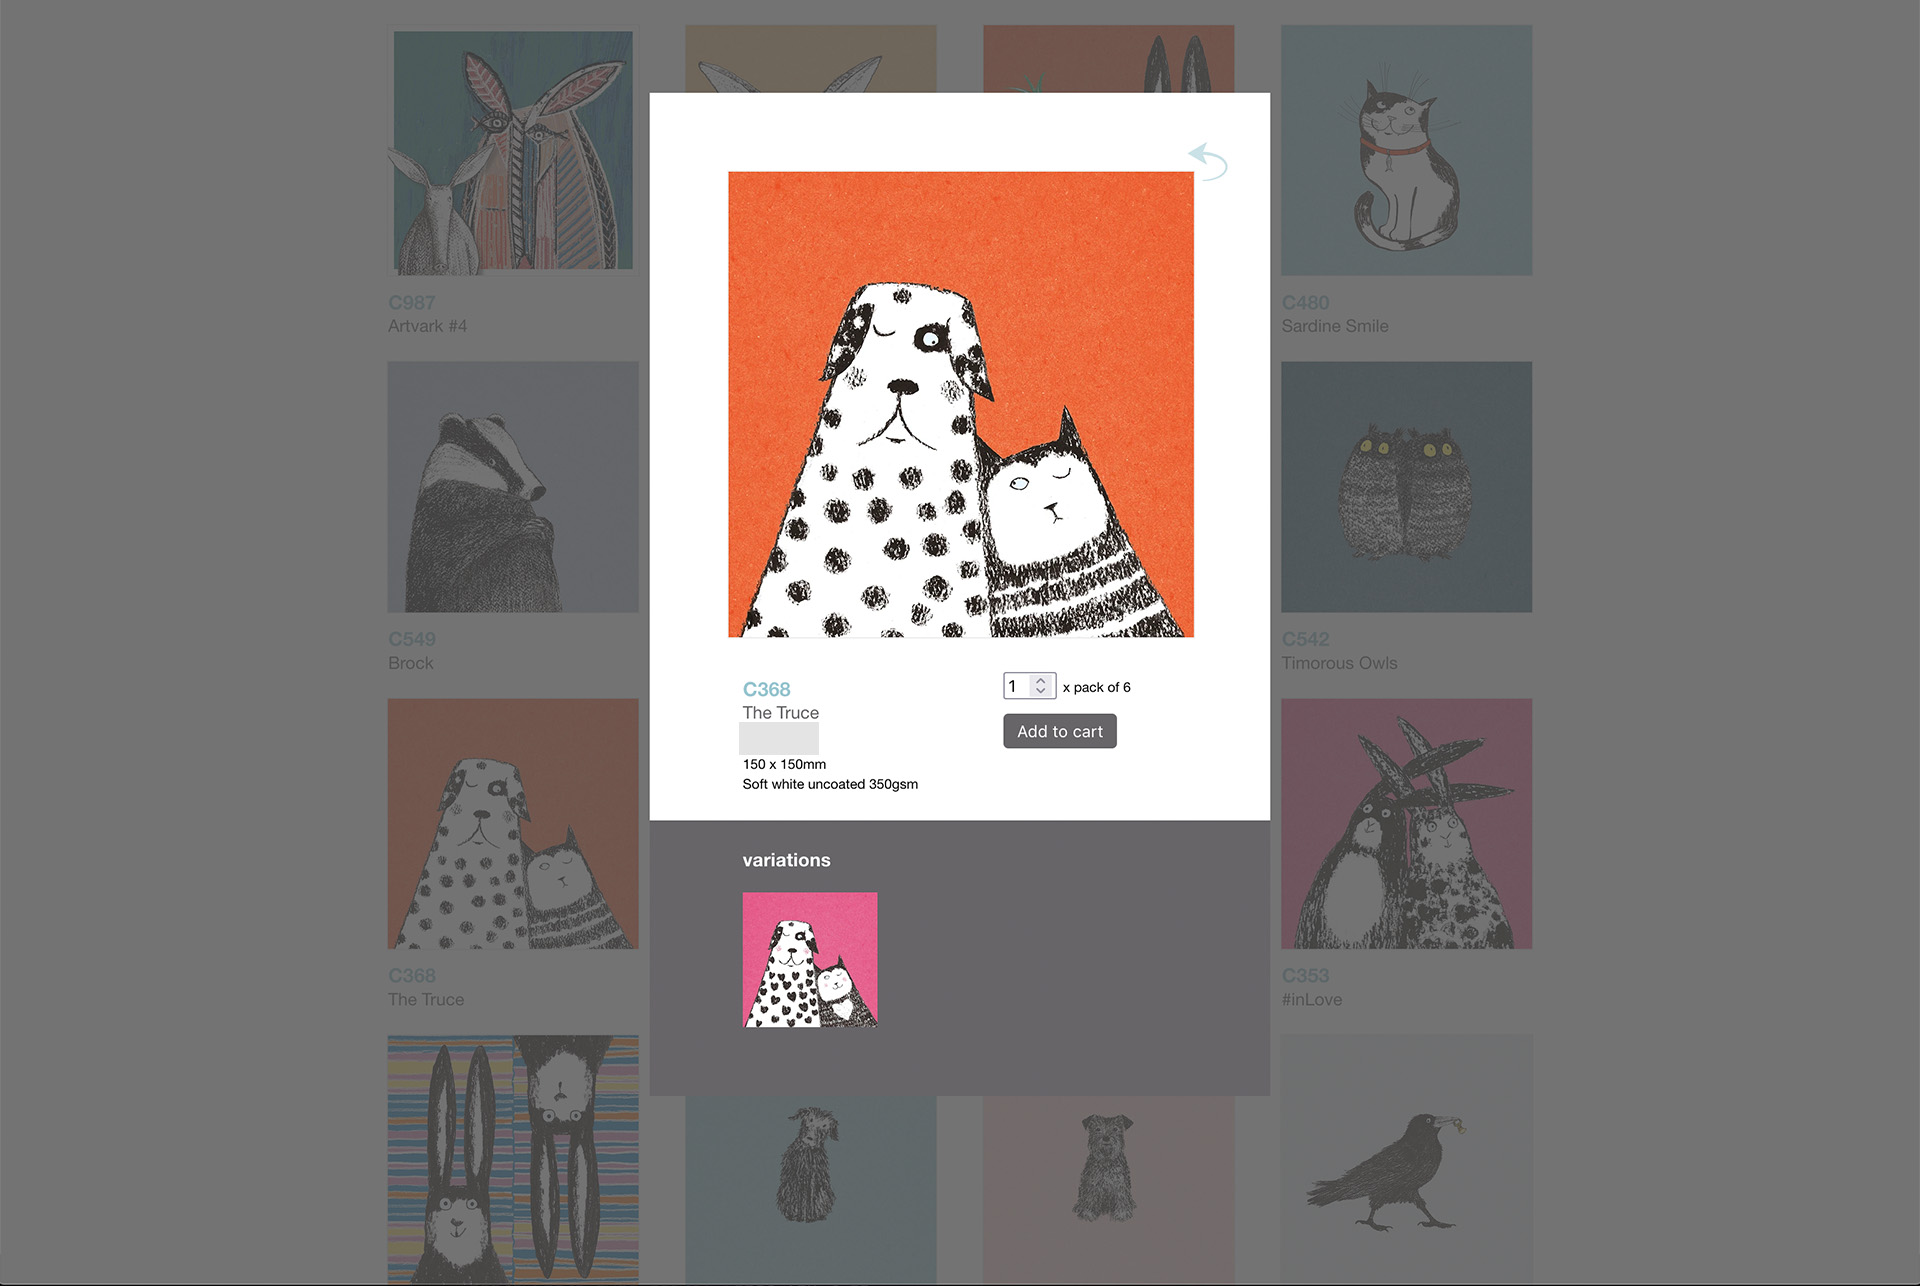 C987
Artvark #4
C480
Sardine Smile
C549
Brock
C542
Timorous Owls
C368
The Truce
150 x 150mm
Soft white uncoated 350gsm
1
x pack of 6
Add to cart
variations
C368
The Truce
C353
#inLove